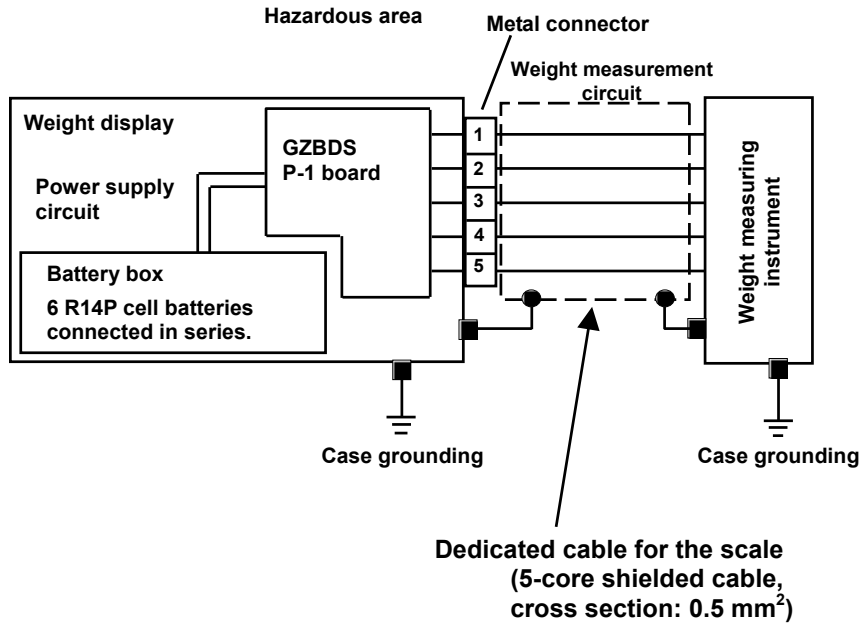 Hazardous area
Metal connector
Weight measurement
circuit
Weight display
GZBDS
P-1 board
Power supply
circuit
1
2
3
4
5
Battery box
6 R14P cell batteries
connected in series.
Weight measuring
instrument
Case grounding
Case grounding
Dedicated cable for the scale
(5-core shielded cable,
cross section: 0.5 mm²)